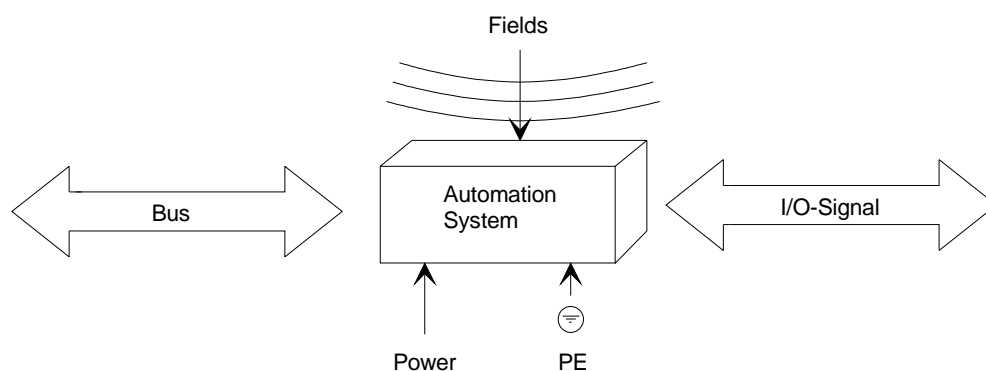 Fields
Automation
System
Bus
I/O-Signal
Power
PE